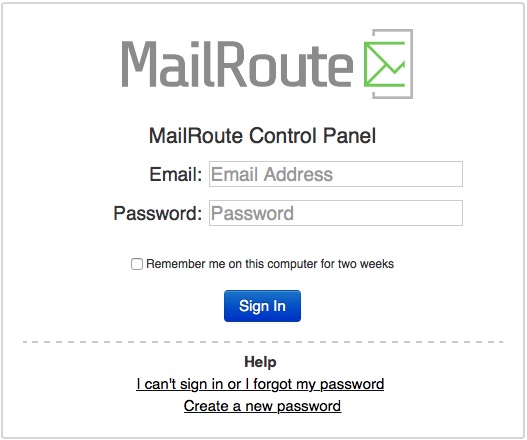 MailRoute
MailRoute Control Panel
Email: Email Address
Password: Password
Remember me on this computer for two weeks
Sign In
Help
I can't sign in or I forgot my password
Create a new password